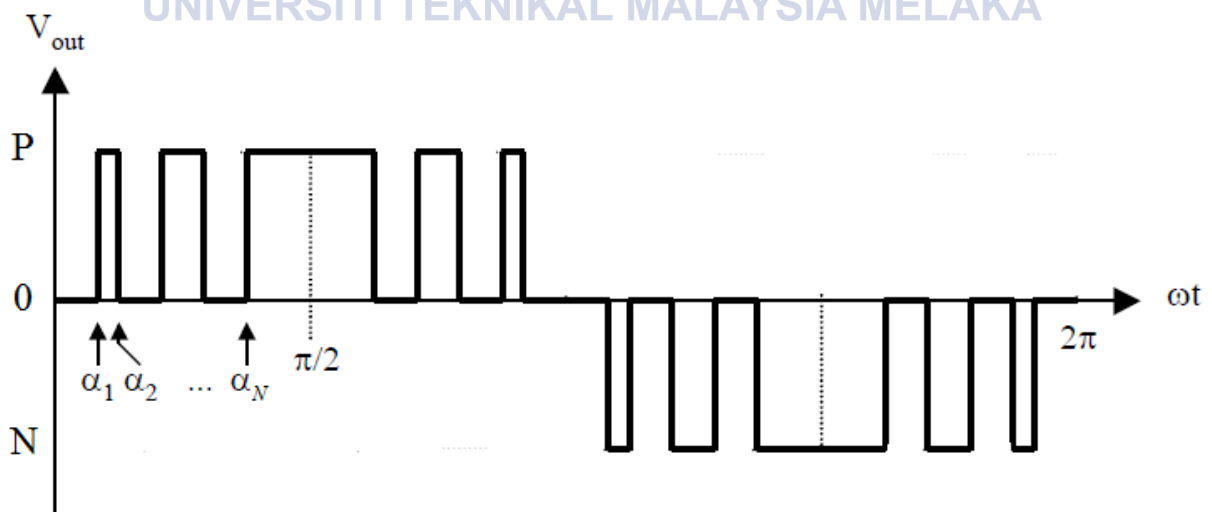 UNIVERSITI TEKNIKAL MALAYSIA MELAKA
V_out
P
0
ωt
2π
π/2
α₁ α₂ ... α_N
N